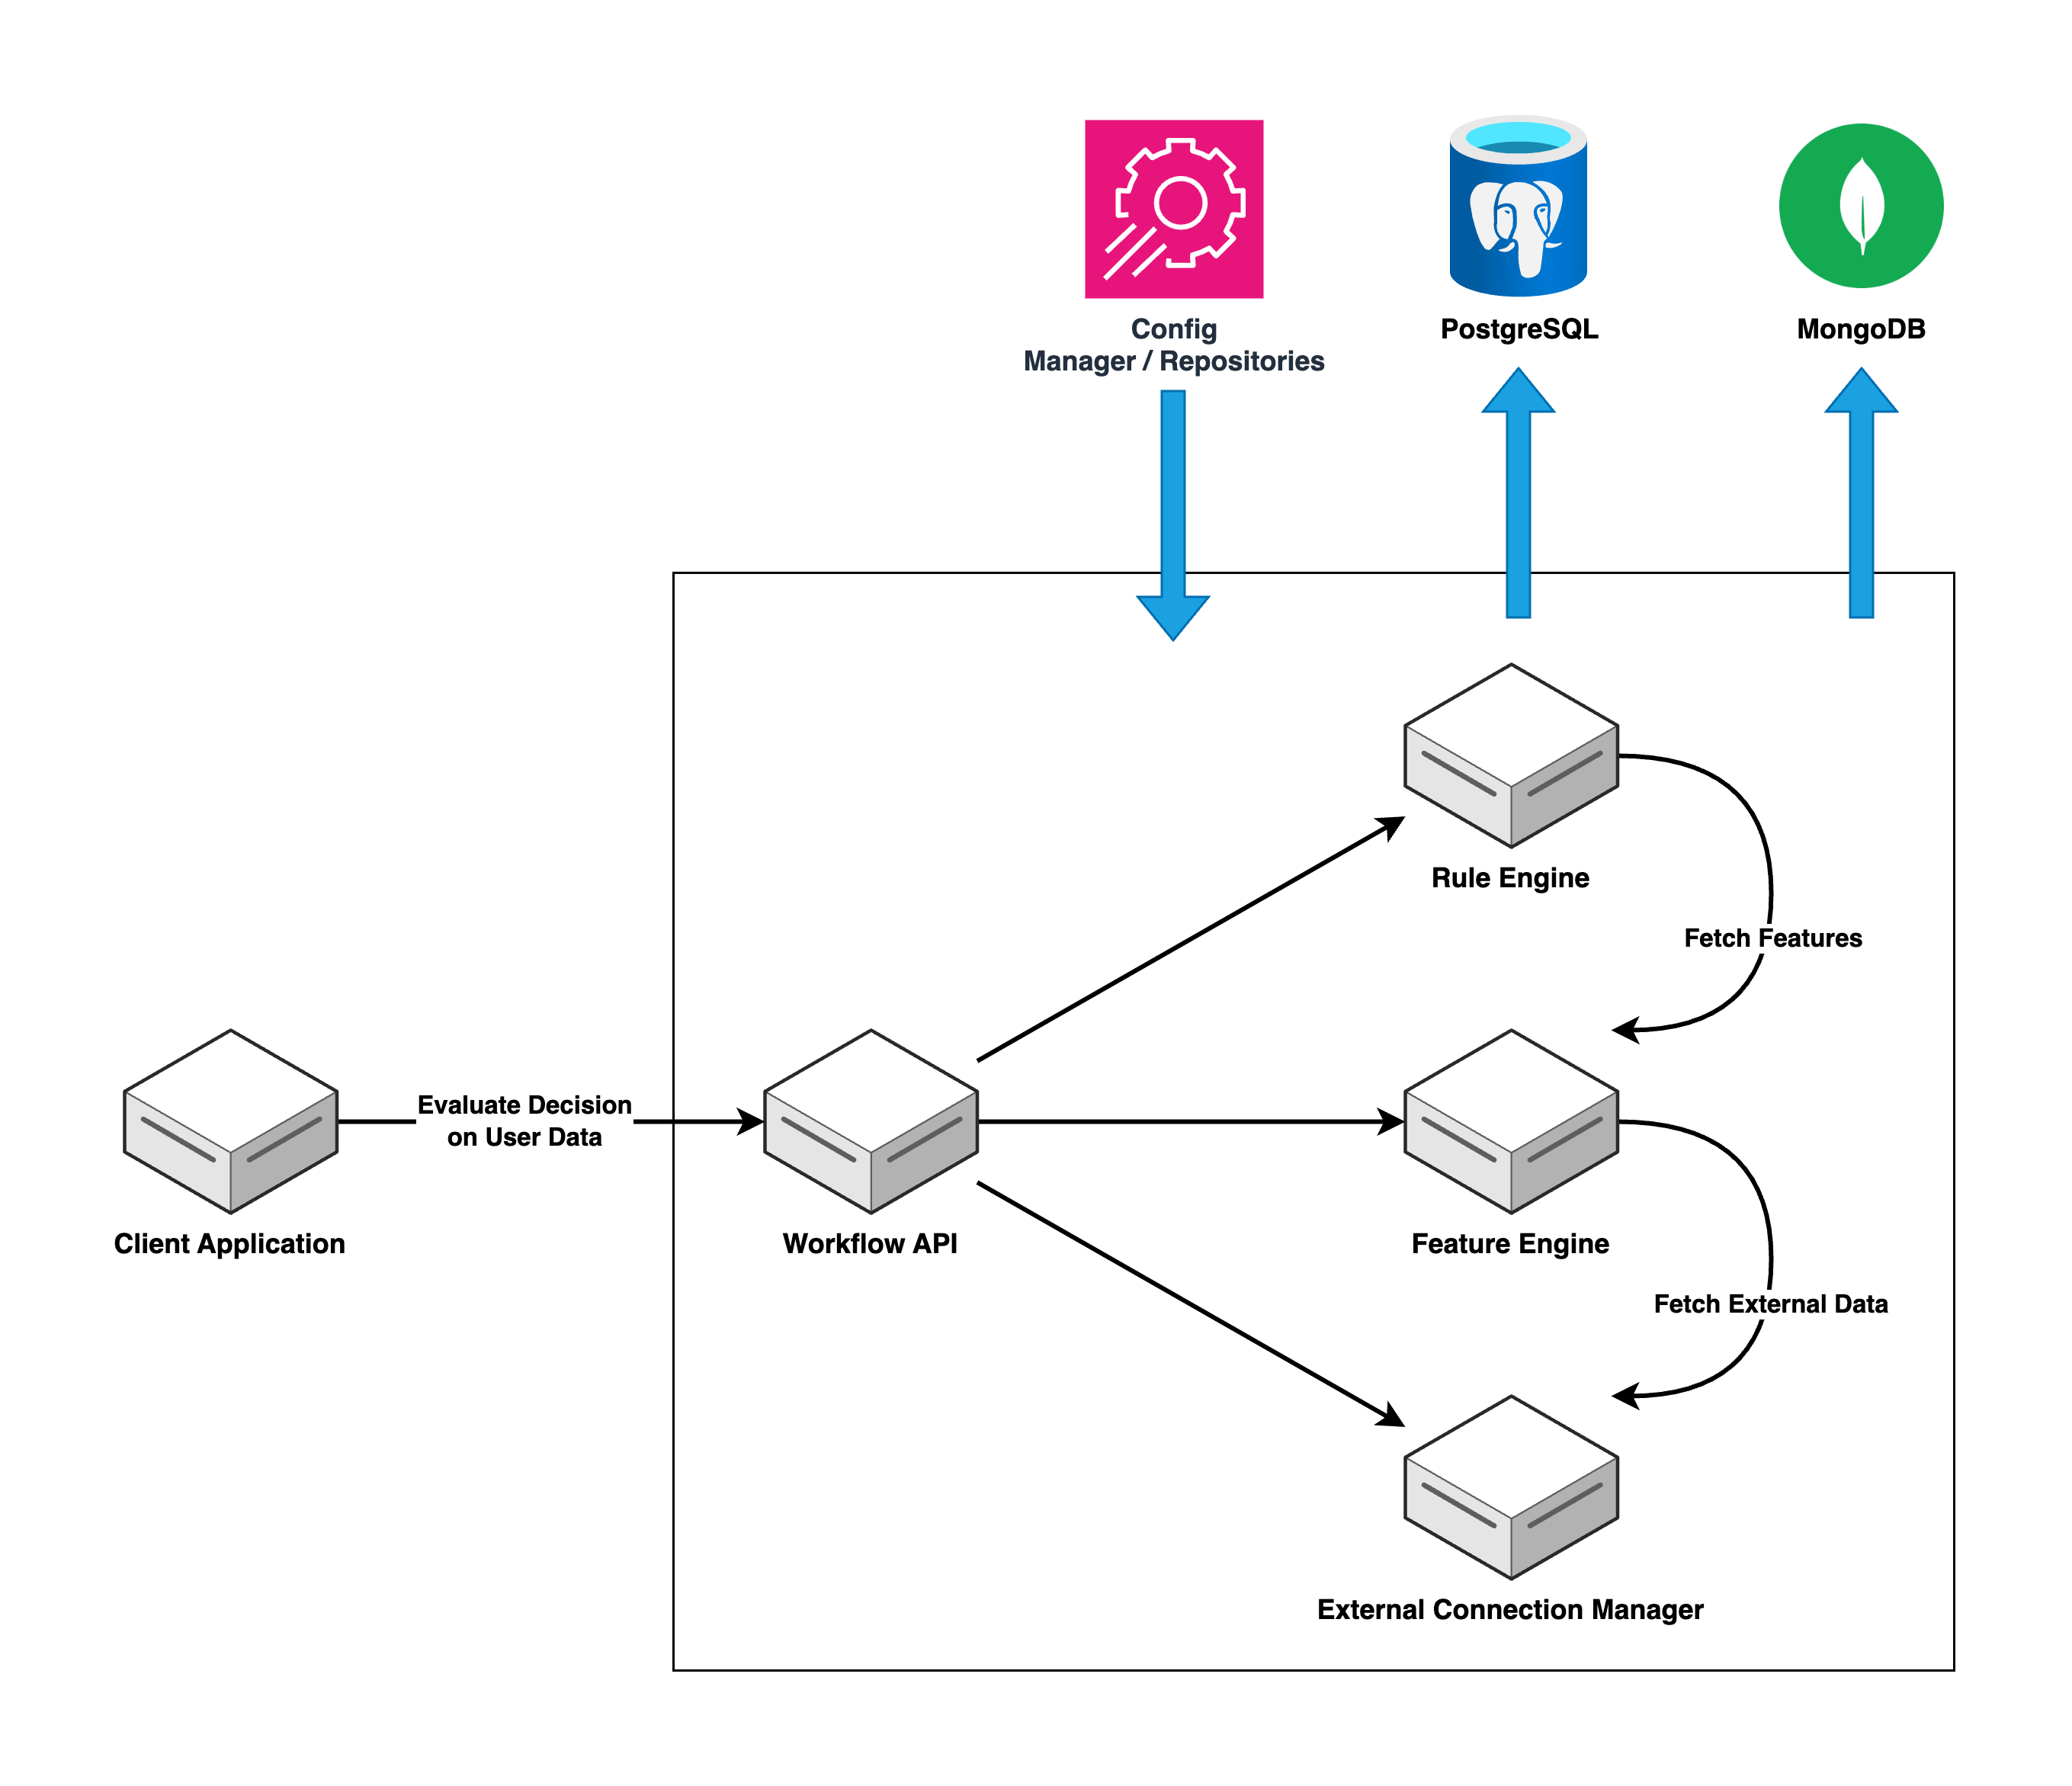 Config
Manager / Repositories
PostgreSQL
MongoDB
Rule Engine
Fetch Features
Evaluate Decision
on User Data
Client Application
Workflow API
Feature Engine
Fetch External Data
External Connection Manager